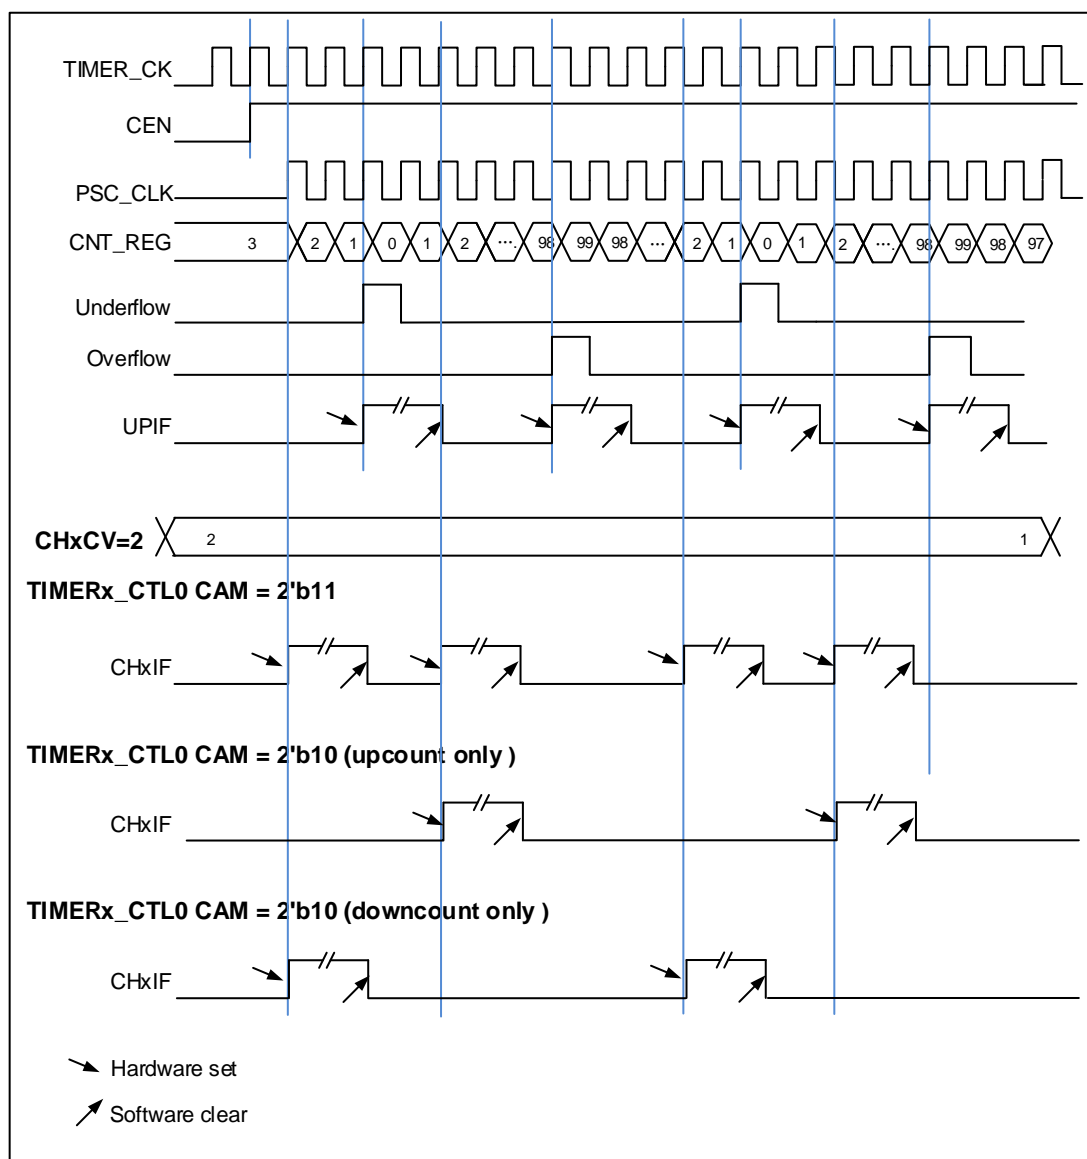 TIMER_CK
CEN
PSC_CLK
CNT_REG 3 2 1 0 1 2 .... 98 99 98 ... 2 1 0 1 2 .... 98 99 98 97
Underflow
Overflow
UPIF
CHxCV=2 2 1
TIMERx_CTL0 CAM = 2'b11
CHxIF
TIMERx_CTL0 CAM = 2'b10 (upcount only )
CHxIF
TIMERx_CTL0 CAM = 2'b10 (downcount only )
CHxIF
Hardware set
Software clear